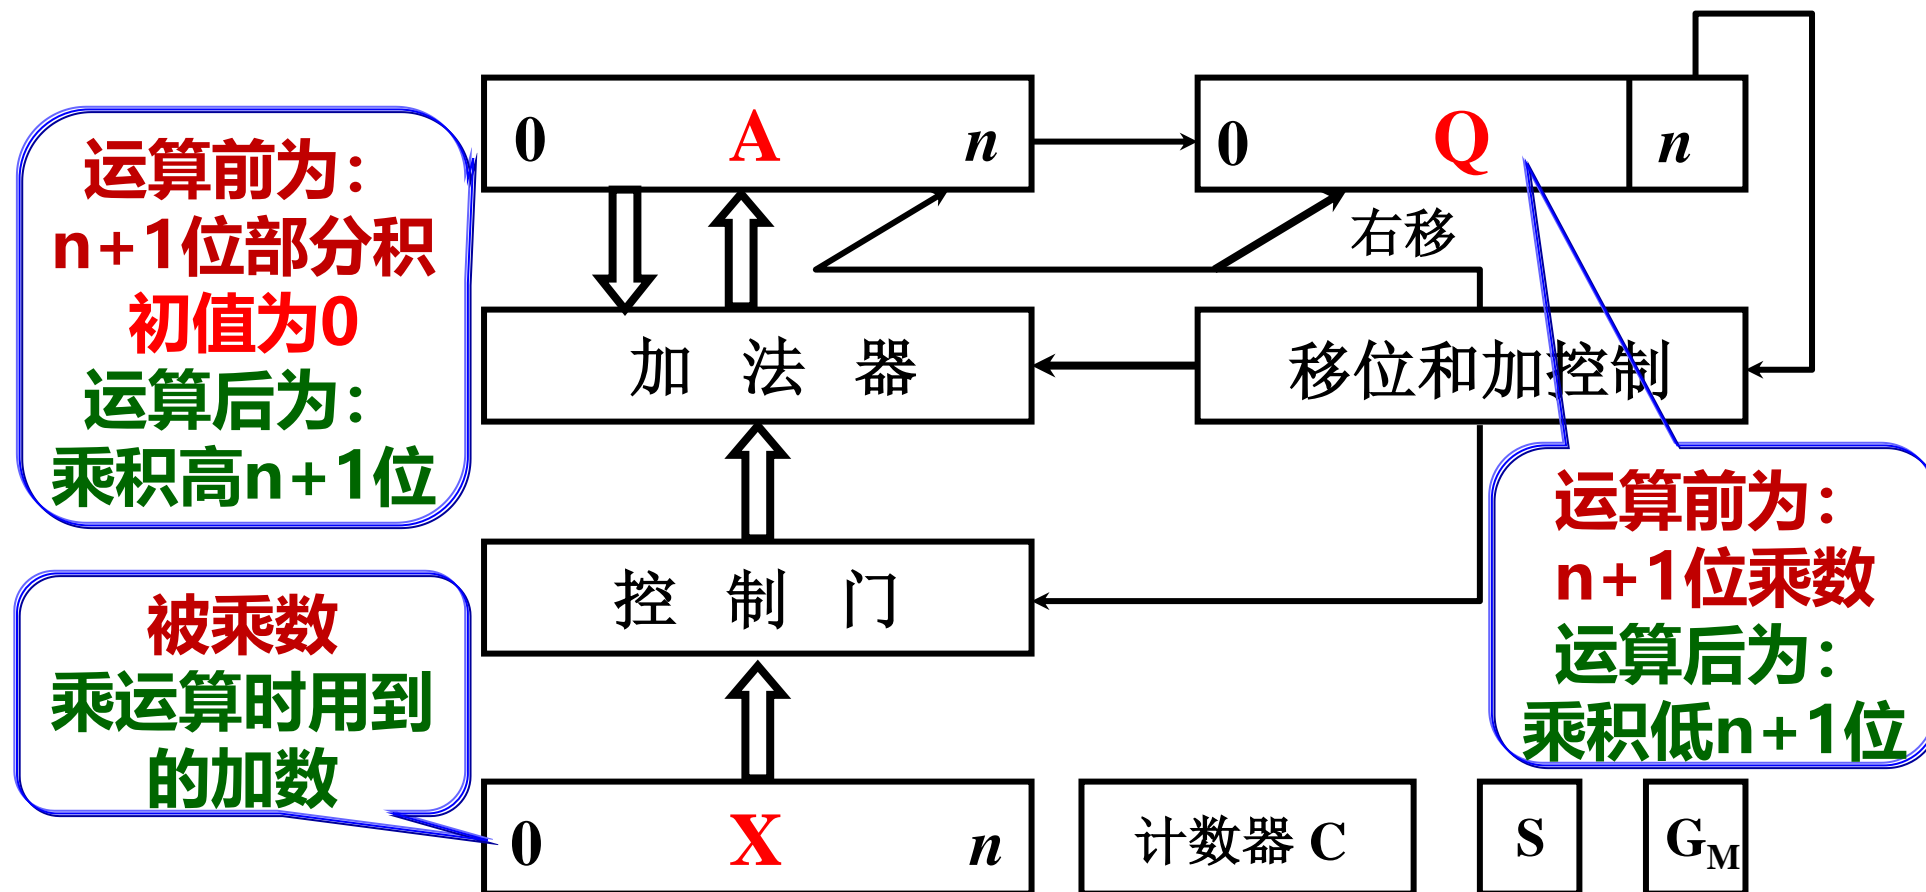 0 A n
0 Q n
运算前为：
n+1位部分积
初值为0
运算后为：
乘积高n+1位
右移
加 法 器
移位和加控制
运算前为：
n+1位乘数
运算后为：
乘积低n+1位
控 制 门
被乘数
乘运算时用到
的加数
0 X n
计数器 C
S
GM